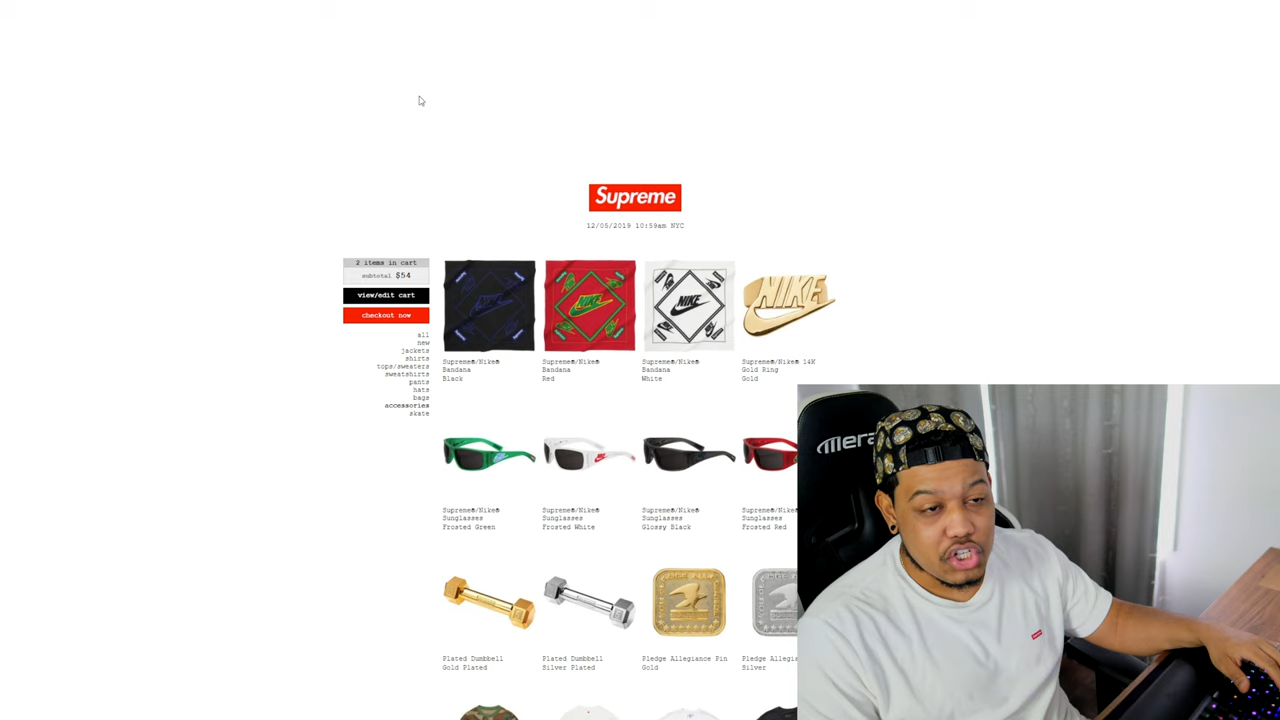 Supreme
12/05/2019 10:59am NYC
2 items in cart
subtotal $54
view/edit cart
checkout now
all
new
jackets
shirts
tops/sweaters
sweatshirts
pants
hats
bags
accessories
skate
NIKE
Supreme®/Nike®
Bandana
Black
Supreme®/Nike®
Bandana
Red
Supreme®/Nike®
Bandana
White
Supreme®/Nike® 14K
Gold Ring
Gold
Supreme®/Nike®
Sunglasses
Frosted Green
Supreme®/Nike®
Sunglasses
Frosted White
Supreme®/Nike®
Sunglasses
Glossy Black
Supreme®/Nike®
Sunglasses
Frosted Red
Plated Dumbbell
Gold Plated
Plated Dumbbell
Silver Plated
Pledge Allegiance Pin
Gold
Pledge Allegia
Silver